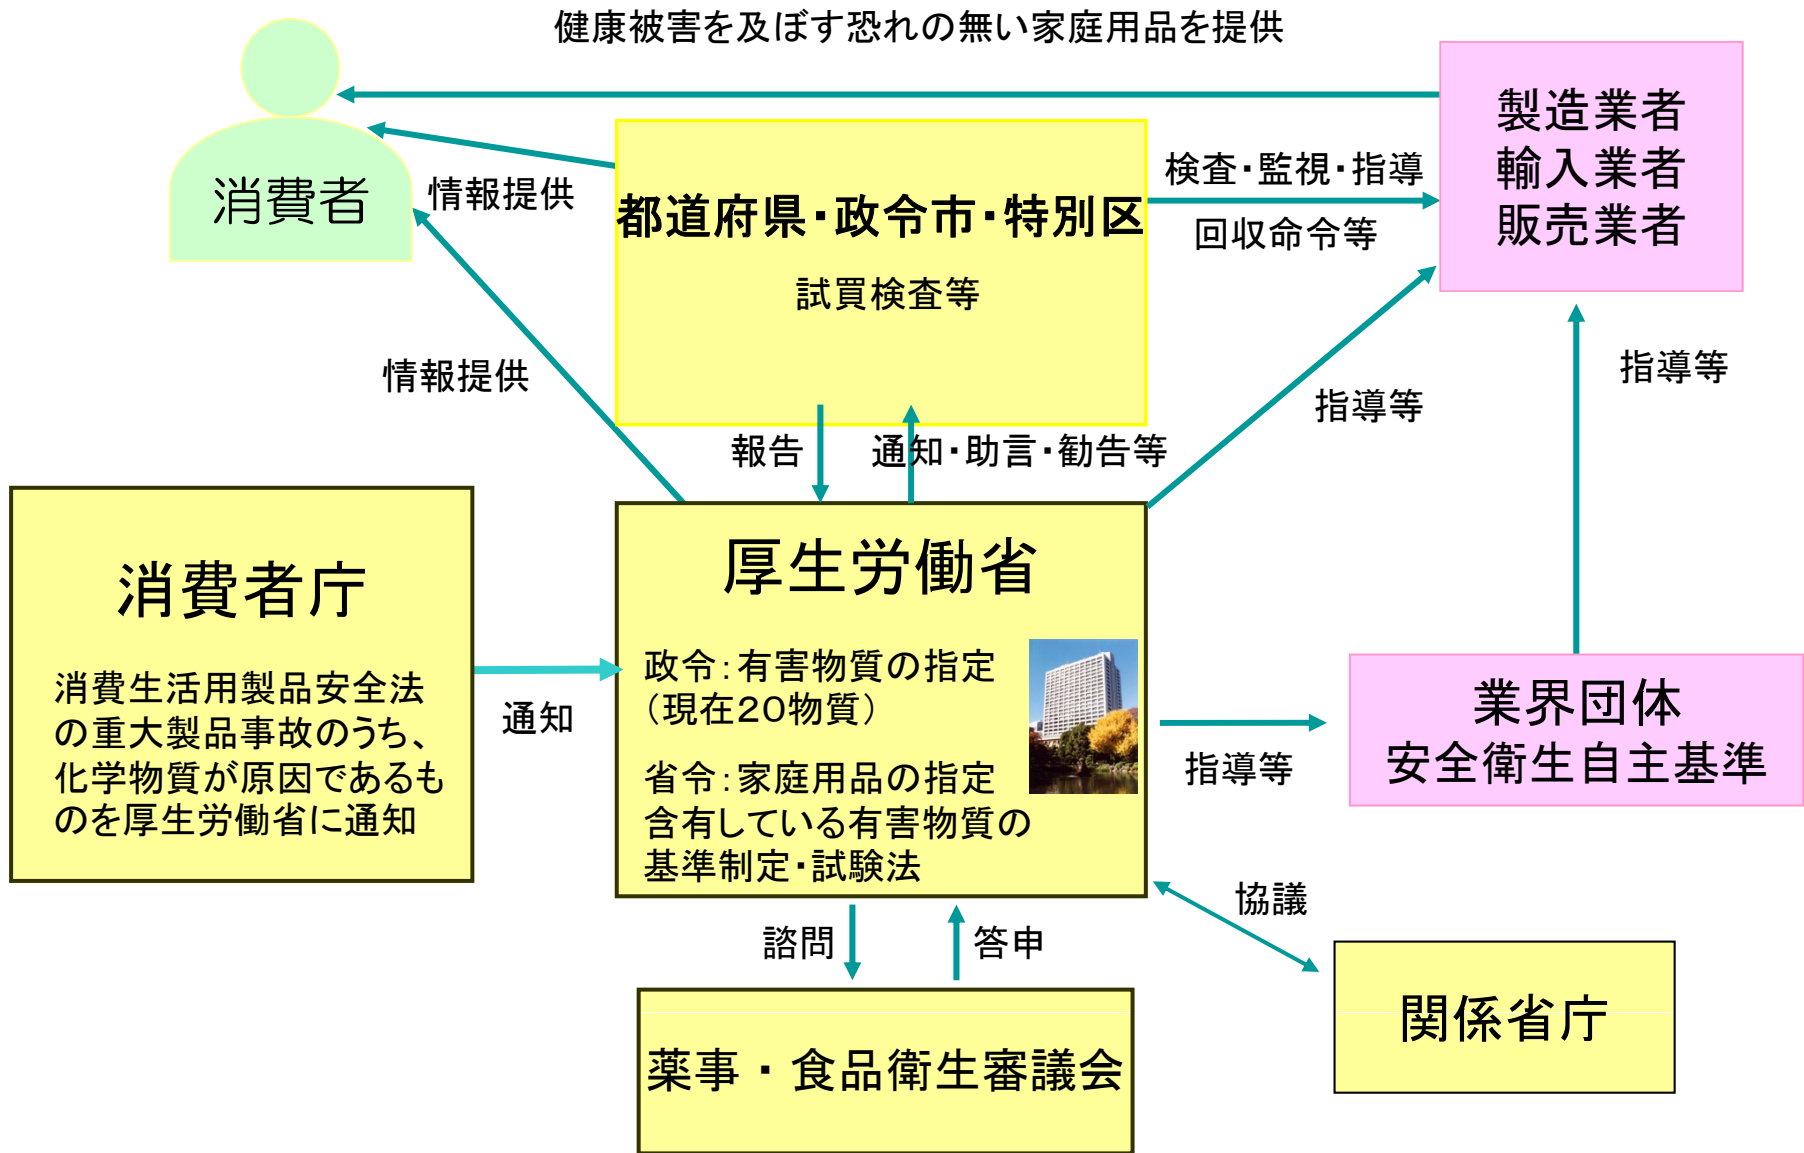 健康被害を及ぼす恐れの無い家庭用品を提供
消費者
情報提供
都道府県・政令市・特別区
試買検査等
検査・監視・指導
回収命令等
製造業者
輸入業者
販売業者
情報提供
報告
通知・助言・勧告等
指導等
指導等
消費者庁
消費生活用製品安全法
の重大製品事故のうち、
化学物質が原因であるも
のを厚生労働省に通知
通知
厚生労働省
政令：有害物質の指定
（現在２０物質）
省令：家庭用品の指定
含有している有害物質の
基準制定・試験法
指導等
業界団体
安全衛生自主基準
諮問
答申
協議
薬事・食品衛生審議会
関係省庁